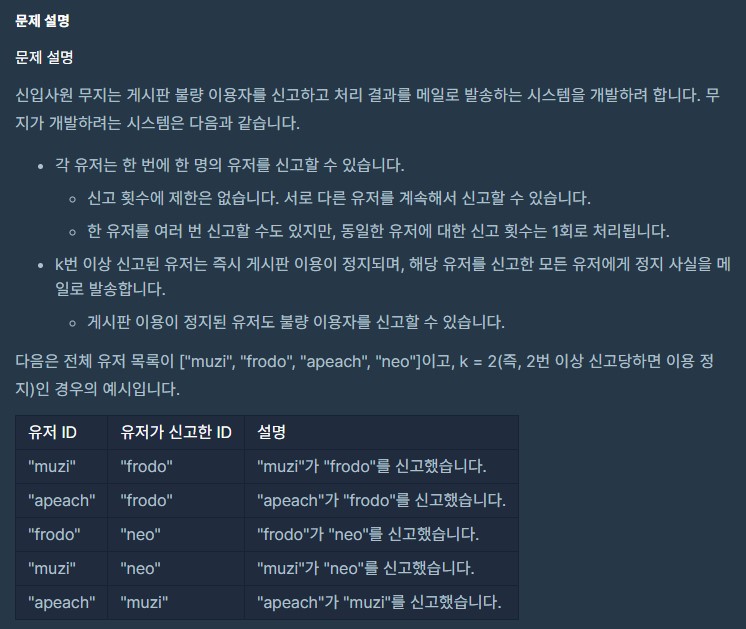 문제 설명
문제 설명
신입사원 무지는 게시판 불량 이용자를 신고하고 처리 결과를 메일로 발송하는 시스템을 개발하려 합니다. 무
지가 개발하려는 시스템은 다음과 같습니다.
각 유저는 한 번에 한 명의 유저를 신고할 수 있습니다.
신고 횟수에 제한은 없습니다. 서로 다른 유저를 계속해서 신고할 수 있습니다.
한 유저를 여러 번 신고할 수도 있지만, 동일한 유저에 대한 신고 횟수는 1회로 처리됩니다.
k번 이상 신고된 유저는 즉시 게시판 이용이 정지되며, 해당 유저를 신고한 모든 유저에게 정지 사실을 메
일로 발송합니다.
게시판 이용이 정지된 유저도 불량 이용자를 신고할 수 있습니다.
다음은 전체 유저 목록이 ["muzi", "frodo", "apeach", "neo"]이고, k = 2(즉, 2번 이상 신고당하면 이용 정
지)인 경우의 예시입니다.
유저 ID 유저가 신고한 ID 설명
"muzi" "frodo" "muzi"가 "frodo"를 신고했습니다.
"apeach" "frodo" "apeach"가 "frodo"를 신고했습니다.
"frodo" "neo" "frodo"가 "neo"를 신고했습니다.
"muzi" "neo" "muzi"가 "neo"를 신고했습니다.
"apeach" "muzi" "apeach"가 "muzi"를 신고했습니다.